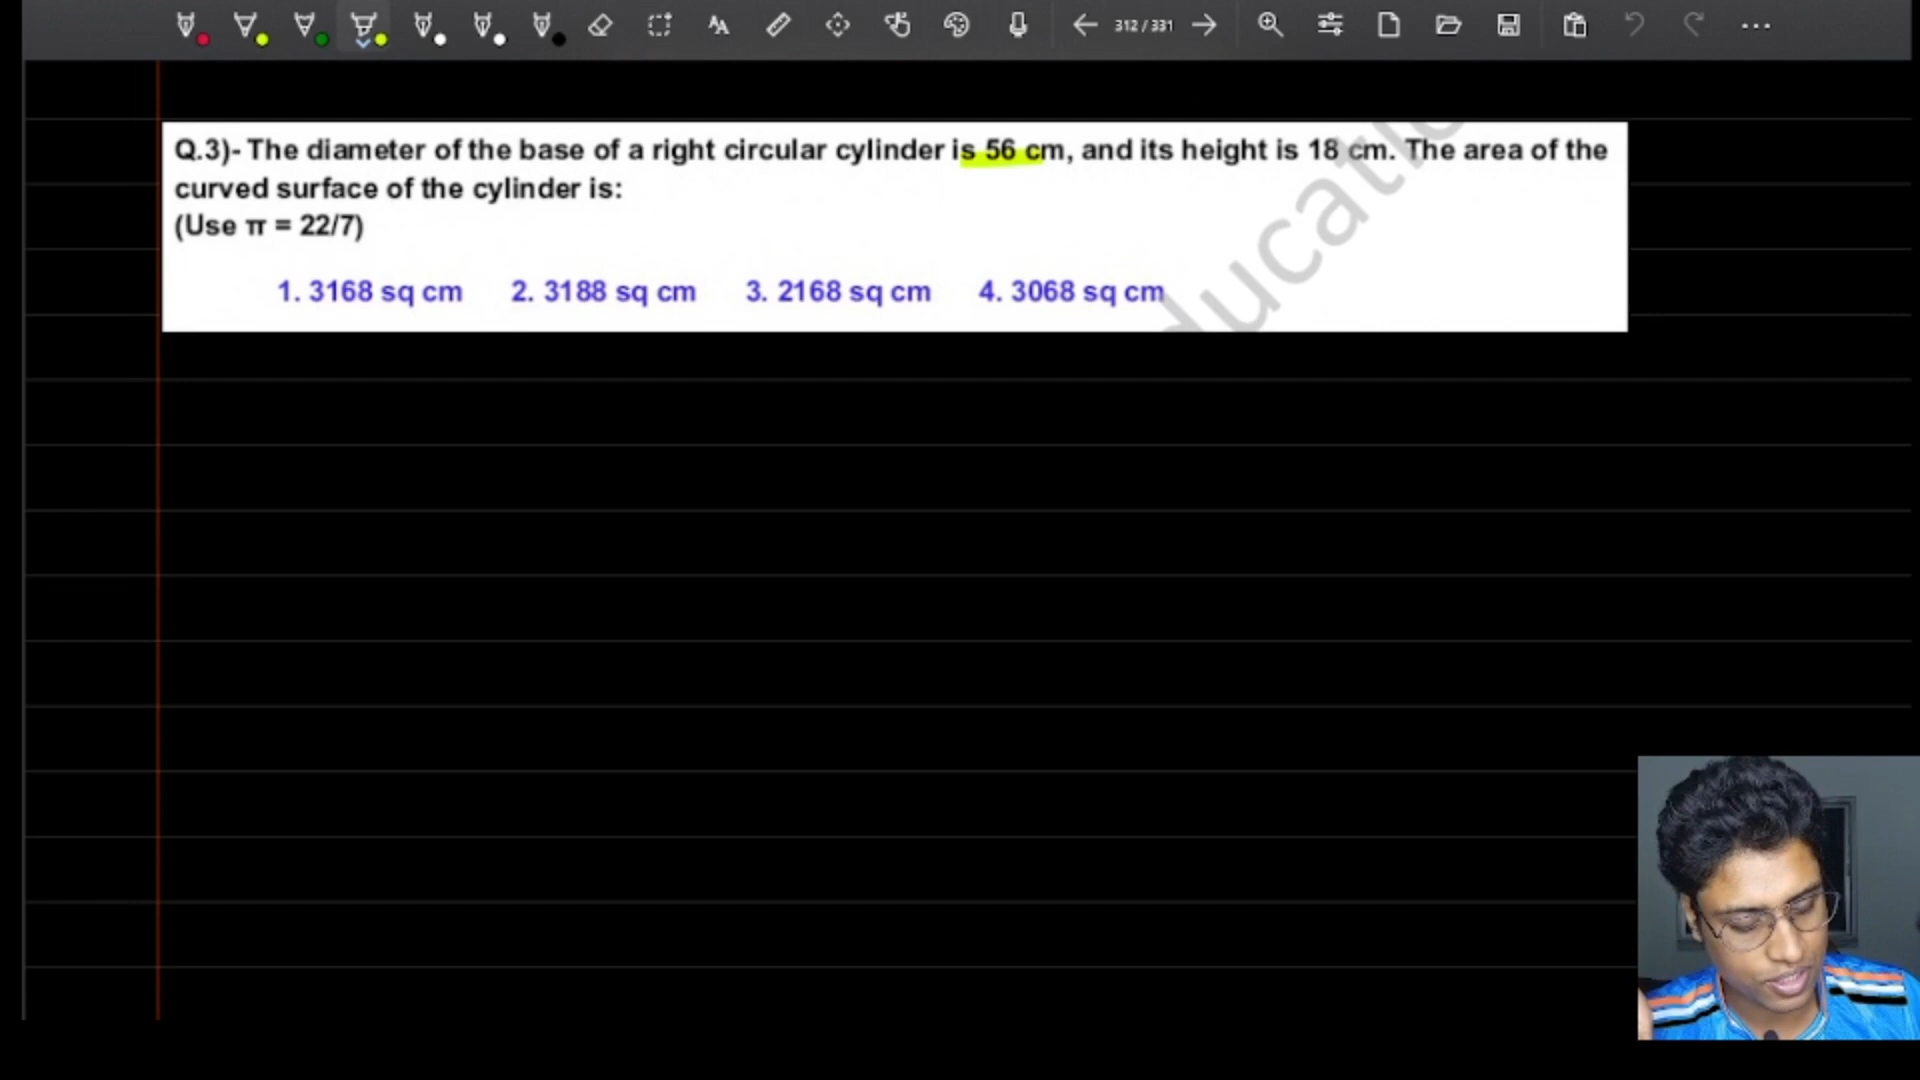 312 / 331
Q.3)- The diameter of the base of a right circular cylinder is 56 cm, and its height is 18 cm. The area of the
curved surface of the cylinder is:
(Use π = 22/7)
1. 3168 sq cm 2. 3188 sq cm 3. 2168 sq cm 4. 3068 sq cm